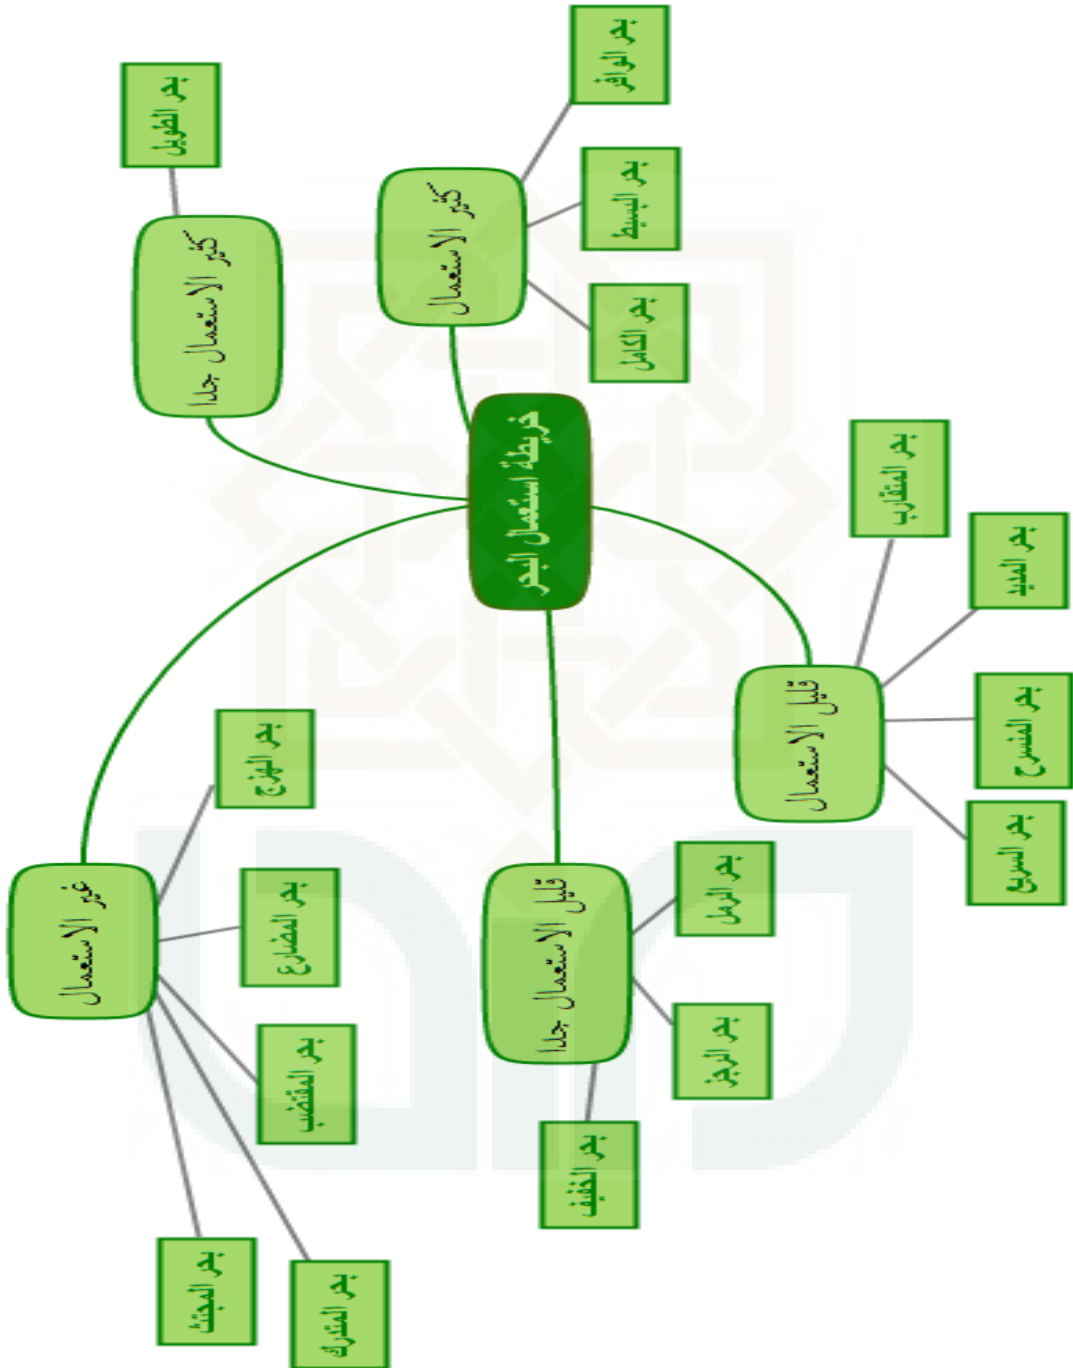 خريطة استعمال البحر
كثير الاستعمال جدا
بحر الطويل
كثير الاستعمال
بحر الوافر
بحر البسيط
بحر الكامل
قليل الاستعمال
بحر المتقارب
بحر المديد
بحر المنسرح
بحر السريع
قليل الاستعمال جدا
بحر الرمل
بحر الرجز
بحر الخفيف
غير الاستعمال
بحر الهزج
بحر المضارع
بحر المقتضب
بحر المتدرك
بحر المجتث